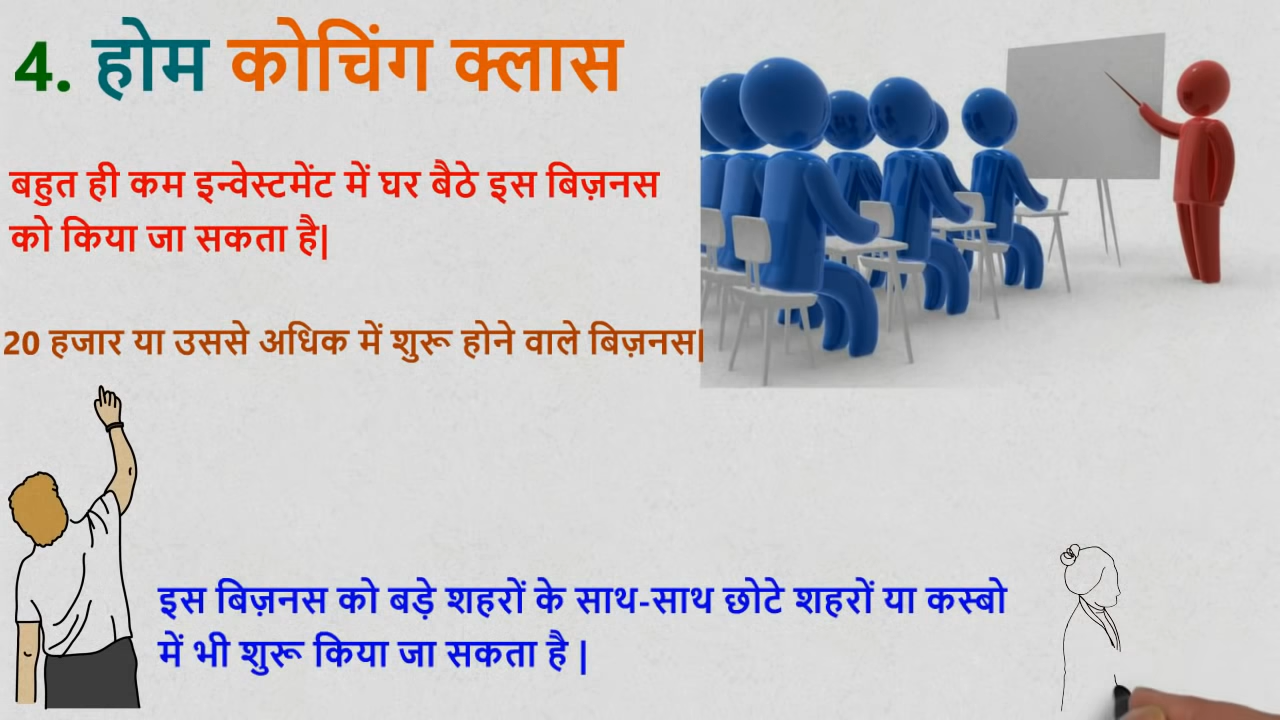 4. होम कोचिंग क्लास
बहुत ही कम इन्वेस्टमेंट में घर बैठे इस बिज़नस
को किया जा सकता है|
20 हजार या उससे अधिक में शुरू होने वाले बिज़नस|
इस बिज़नस को बड़े शहरों के साथ-साथ छोटे शहरों या कस्बो
में भी शुरू किया जा सकता है |